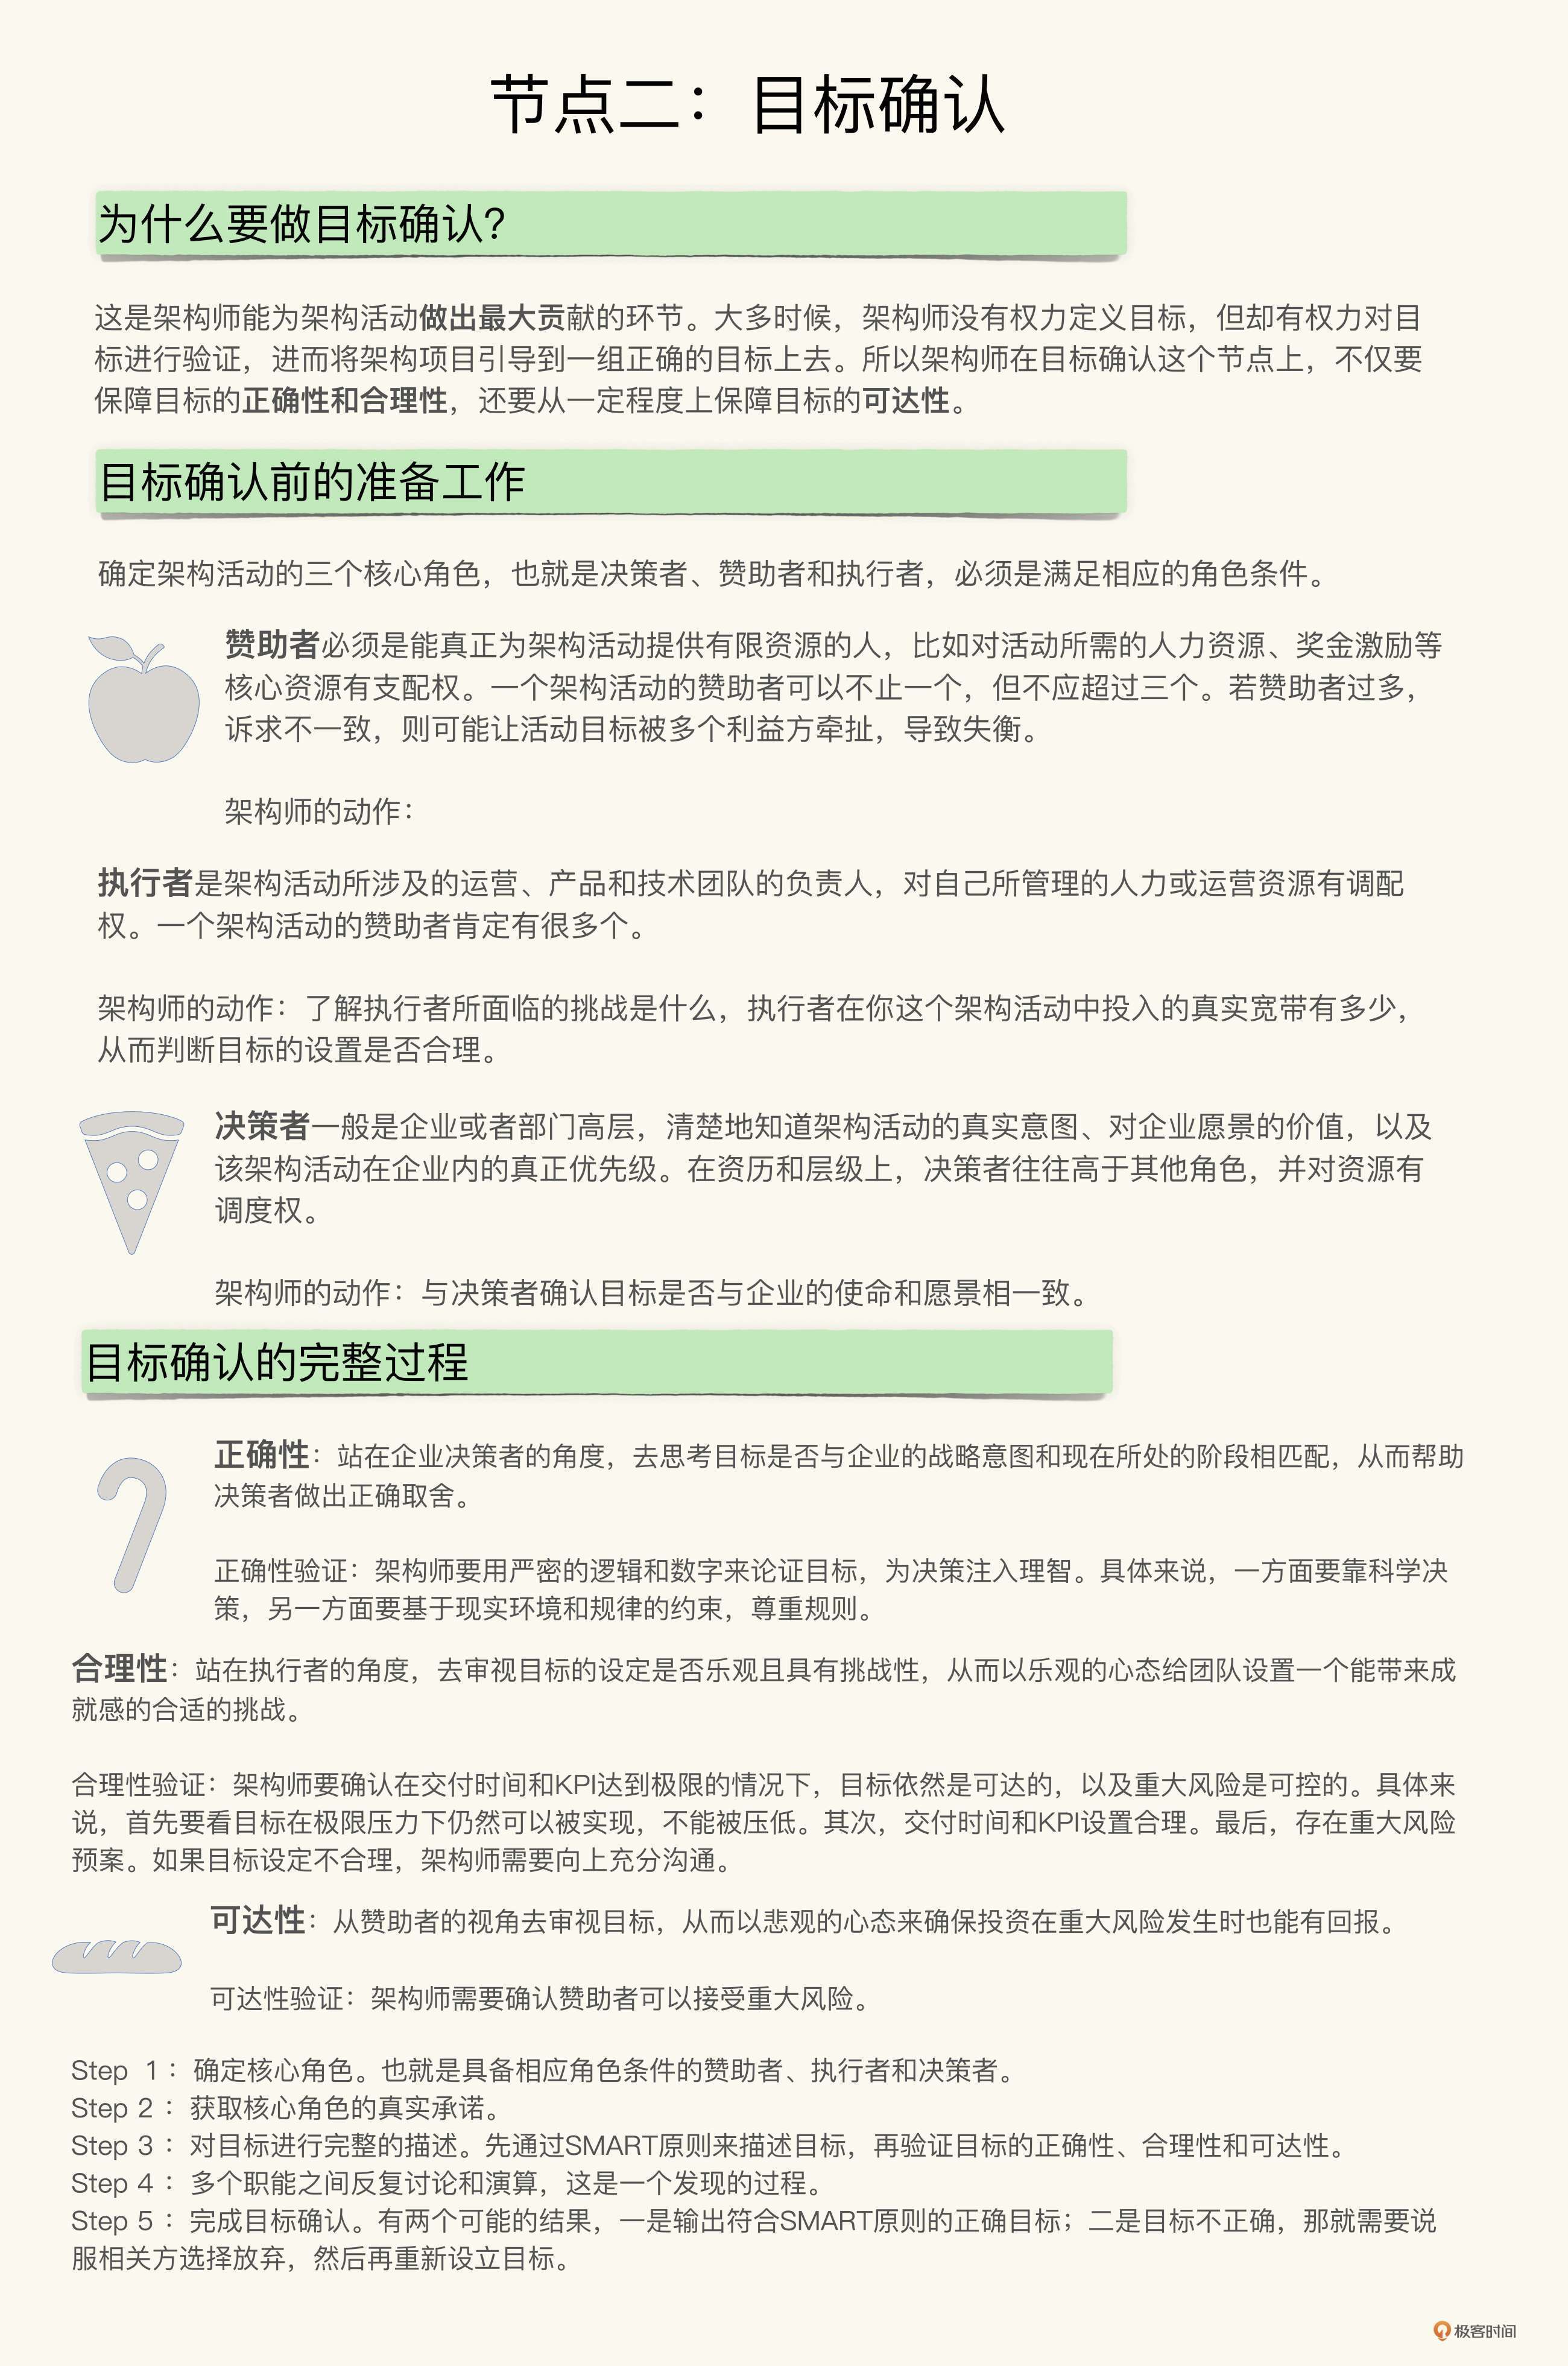 节点二：目标确认
为什么要做目标确认？
这是架构师能为架构活动做出最大贡献的环节。大多时候，架构师没有权力定义目标，但却有权力对目
标进行验证，进而将架构项目引导到一组正确的目标上去。所以架构师在目标确认这个节点上，不仅要
保障目标的正确性和合理性，还要从一定程度上保障目标的可达性。
目标确认前的准备工作
确定架构活动的三个核心角色，也就是决策者、赞助者和执行者，必须是满足相应的角色条件。
赞助者必须是能真正为架构活动提供有限资源的人，比如对活动所需的人力资源、奖金激励等
核心资源有支配权。一个架构活动的赞助者可以不止一个，但不应超过三个。若赞助者过多，
诉求不一致，则可能让活动目标被多个利益方牵扯，导致失衡。
架构师的动作：
执行者是架构活动所涉及的运营、产品和技术团队的负责人，对自己所管理的人力或运营资源有调配
权。一个架构活动的赞助者肯定有很多个。
架构师的动作：了解执行者所面临的挑战是什么，执行者在你这个架构活动中投入的真实宽带有多少，
从而判断目标的设置是否合理。
决策者一般是企业或者部门高层，清楚地知道架构活动的真实意图、对企业愿景的价值，以及
该架构活动在企业内的真正优先级。在资历和层级上，决策者往往高于其他角色，并对资源有
调度权。
架构师的动作：与决策者确认目标是否与企业的使命和愿景相一致。
目标确认的完整过程
正确性：站在企业决策者的角度，去思考目标是否与企业的战略意图和现在所处的阶段相匹配，从而帮助
决策者做出正确取舍。
正确性验证：架构师要用严密的逻辑和数字来论证目标，为决策注入理智。具体来说，一方面要靠科学决
策，另一方面要基于现实环境和规律的约束，尊重规则。
合理性：站在执行者的角度，去审视目标的设定是否乐观且具有挑战性，从而以乐观的心态给团队设置一个能带来成
就感的合适的挑战。
合理性验证：架构师要确认在交付时间和KPI达到极限的情况下，目标依然是可达的，以及重大风险是可控的。具体来
说，首先要看目标在极限压力下仍然可以被实现，不能被压低。其次，交付时间和KPI设置合理。最后，存在重大风险
预案。如果目标设定不合理，架构师需要向上充分沟通。
可达性：从赞助者的视角去审视目标，从而以悲观的心态来确保投资在重大风险发生时也能有回报。
可达性验证：架构师需要确认赞助者可以接受重大风险。
Step 1：确定核心角色。也就是具备相应角色条件的赞助者、执行者和决策者。
Step 2：获取核心角色的真实承诺。
Step 3：对目标进行完整的描述。先通过SMART原则来描述目标，再验证目标的正确性、合理性和可达性。
Step 4：多个职能之间反复讨论和演算，这是一个发现的过程。
Step 5：完成目标确认。有两个可能的结果，一是输出符合SMART原则的正确目标；二是目标不正确，那就需要说
服相关方选择放弃，然后再重新设立目标。
极客时间